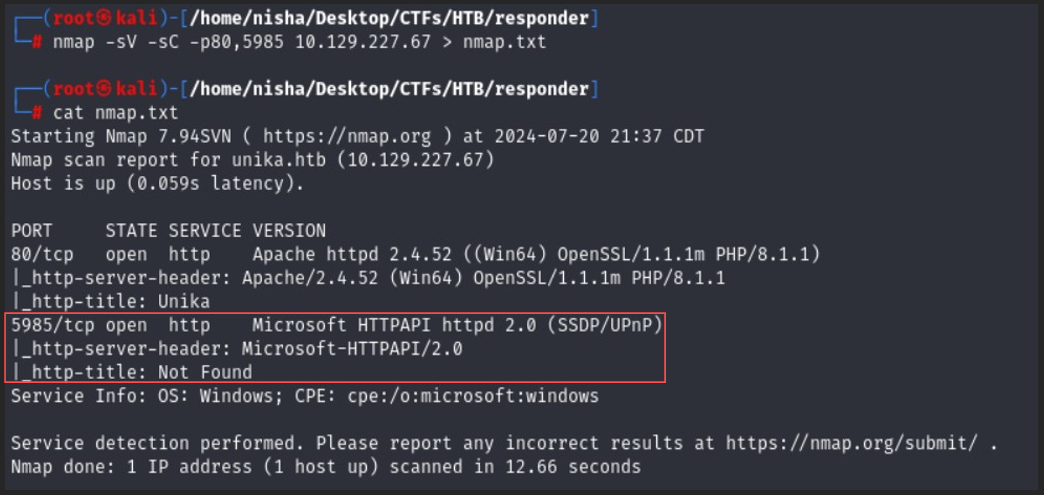 ┌──(root㉿kali)-[/home/nisha/Desktop/CTFs/HTB/responder]
└─# nmap -sV -sC -p80,5985 10.129.227.67 > nmap.txt
┌──(root㉿kali)-[/home/nisha/Desktop/CTFs/HTB/responder]
└─# cat nmap.txt
Starting Nmap 7.94SVN ( https://nmap.org ) at 2024-07-20 21:37 CDT
Nmap scan report for unika.htb (10.129.227.67)
Host is up (0.059s latency).
PORT     STATE SERVICE VERSION
80/tcp   open  http    Apache httpd 2.4.52 ((Win64) OpenSSL/1.1.1m PHP/8.1.1)
|_http-server-header: Apache/2.4.52 (Win64) OpenSSL/1.1.1m PHP/8.1.1
|_http-title: Unika
5985/tcp open  http    Microsoft HTTPAPI httpd 2.0 (SSDP/UPnP)
|_http-server-header: Microsoft-HTTPAPI/2.0
|_http-title: Not Found
Service Info: OS: Windows; CPE: cpe:/o:microsoft:windows
Service detection performed. Please report any incorrect results at https://nmap.org/submit/ .
Nmap done: 1 IP address (1 host up) scanned in 12.66 seconds